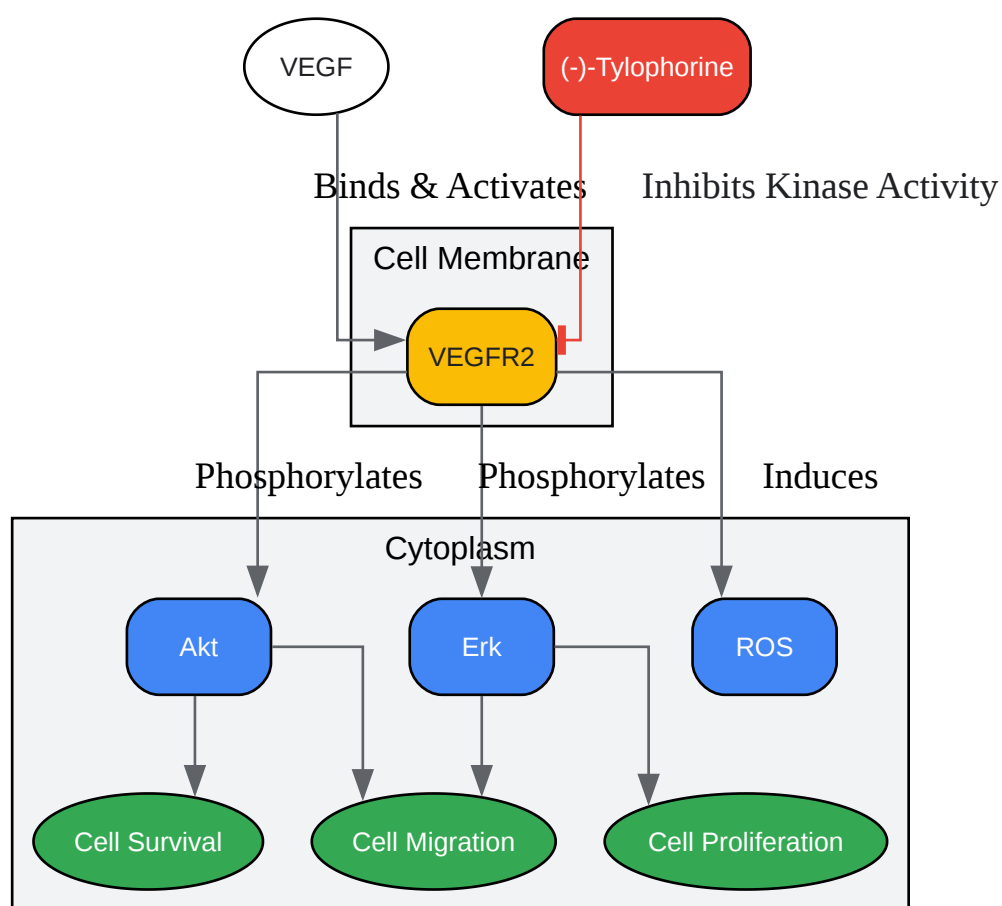 VEGF
(-)-Tylophorine
Binds & Activates
Inhibits Kinase Activity
Cell Membrane
VEGFR2
Phosphorylates
Phosphorylates
Induces
Cytoplasm
Akt
Erk
ROS
Cell Survival
Cell Migration
Cell Proliferation